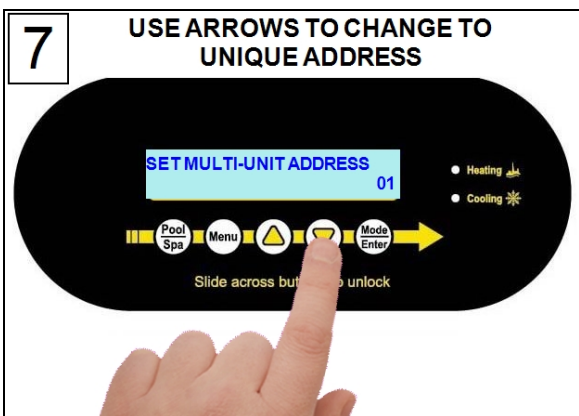 7
USE ARROWS TO CHANGE TO
UNIQUE ADDRESS
SET MULTI-UNIT ADDRESS
01
Heating
Cooling
Pool
Spa
Menu
Mode
Enter
Slide across unlock